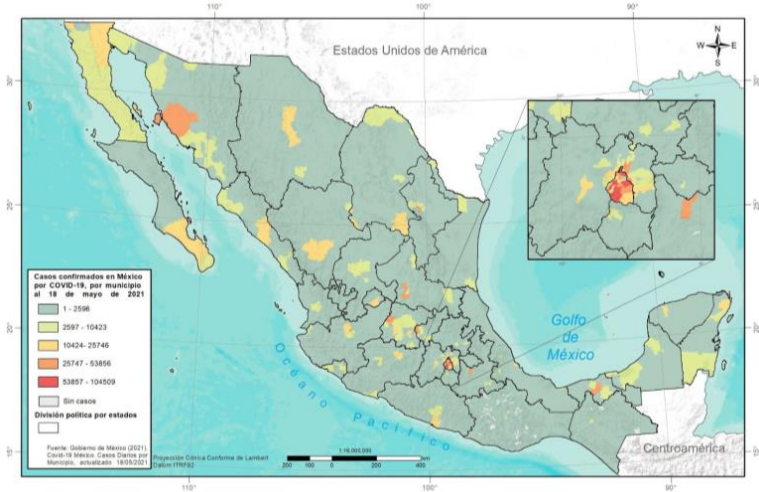 110°
100°
90°
Estados Unidos de América
N
W E
S
30°
30°
25°
25°
20°
20°
15°
15°
Casos confirmados en México
por COVID-19, por municipio
al 18 de mayo de 2021
1 - 2596
2597 - 10423
10424- 25746
25747 - 53856
53857 - 104509
Sin casos
División política por estados
Fuente: Gobierno de México (2021).
Covid-19 México. Casos Diarios por
Municipio, actualizado 18/05/2021
Golfo
de
México
Océano Pacífico
Centroamérica
Proyección Cónica Conforme de Lambert
Datum ITRF92
1:16,000,000
200 100 0 200 400
km
110°
100°
90°